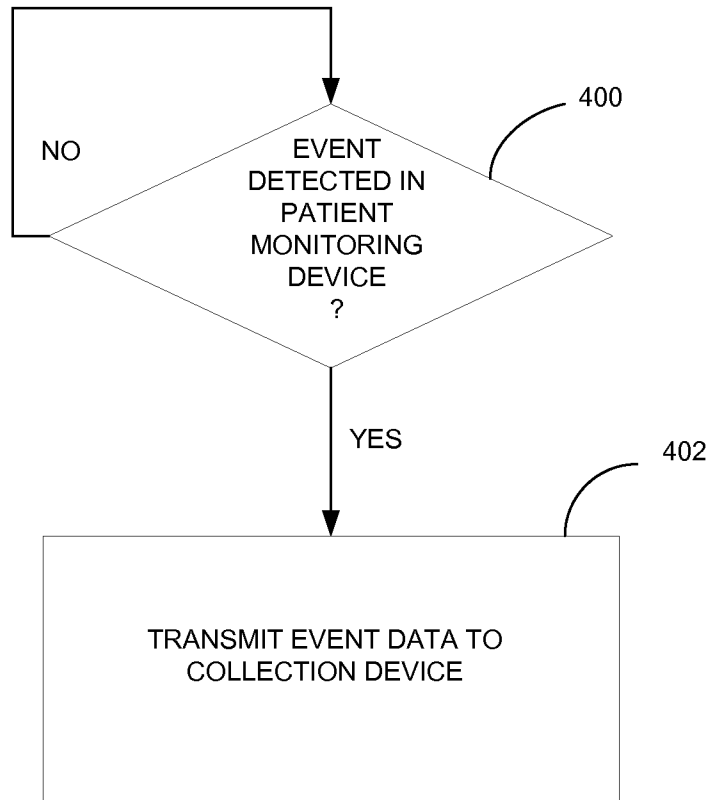 400
NO
EVENT
DETECTED IN
PATIENT
MONITORING
DEVICE
?
YES
402
TRANSMIT EVENT DATA TO
COLLECTION DEVICE